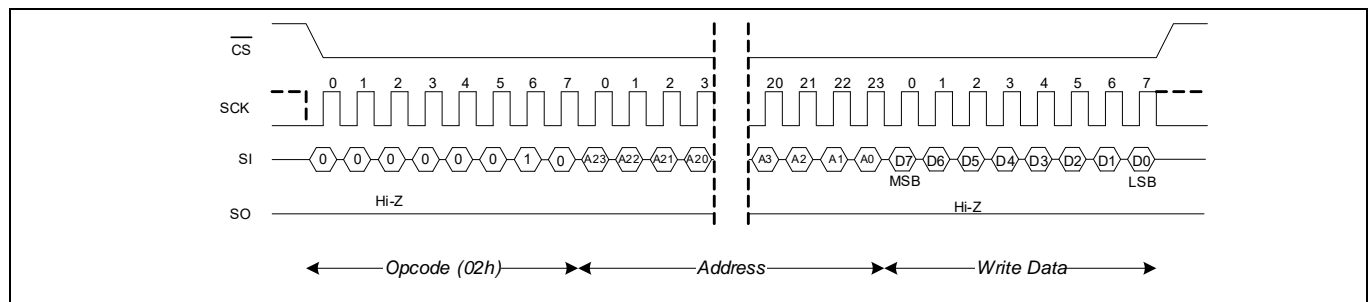 CS
0 1 2 3 4 5 6 7 0 1 2 3 20 21 22 23 0 1 2 3 4 5 6 7
SCK
SI 0 0 0 0 0 0 1 0 A23 A22 A21 A20 A3 A2 A1 A0 D7 D6 D5 D4 D3 D2 D1 D0
MSB LSB
Hi-Z Hi-Z
SO
Opcode (02h) Address Write Data